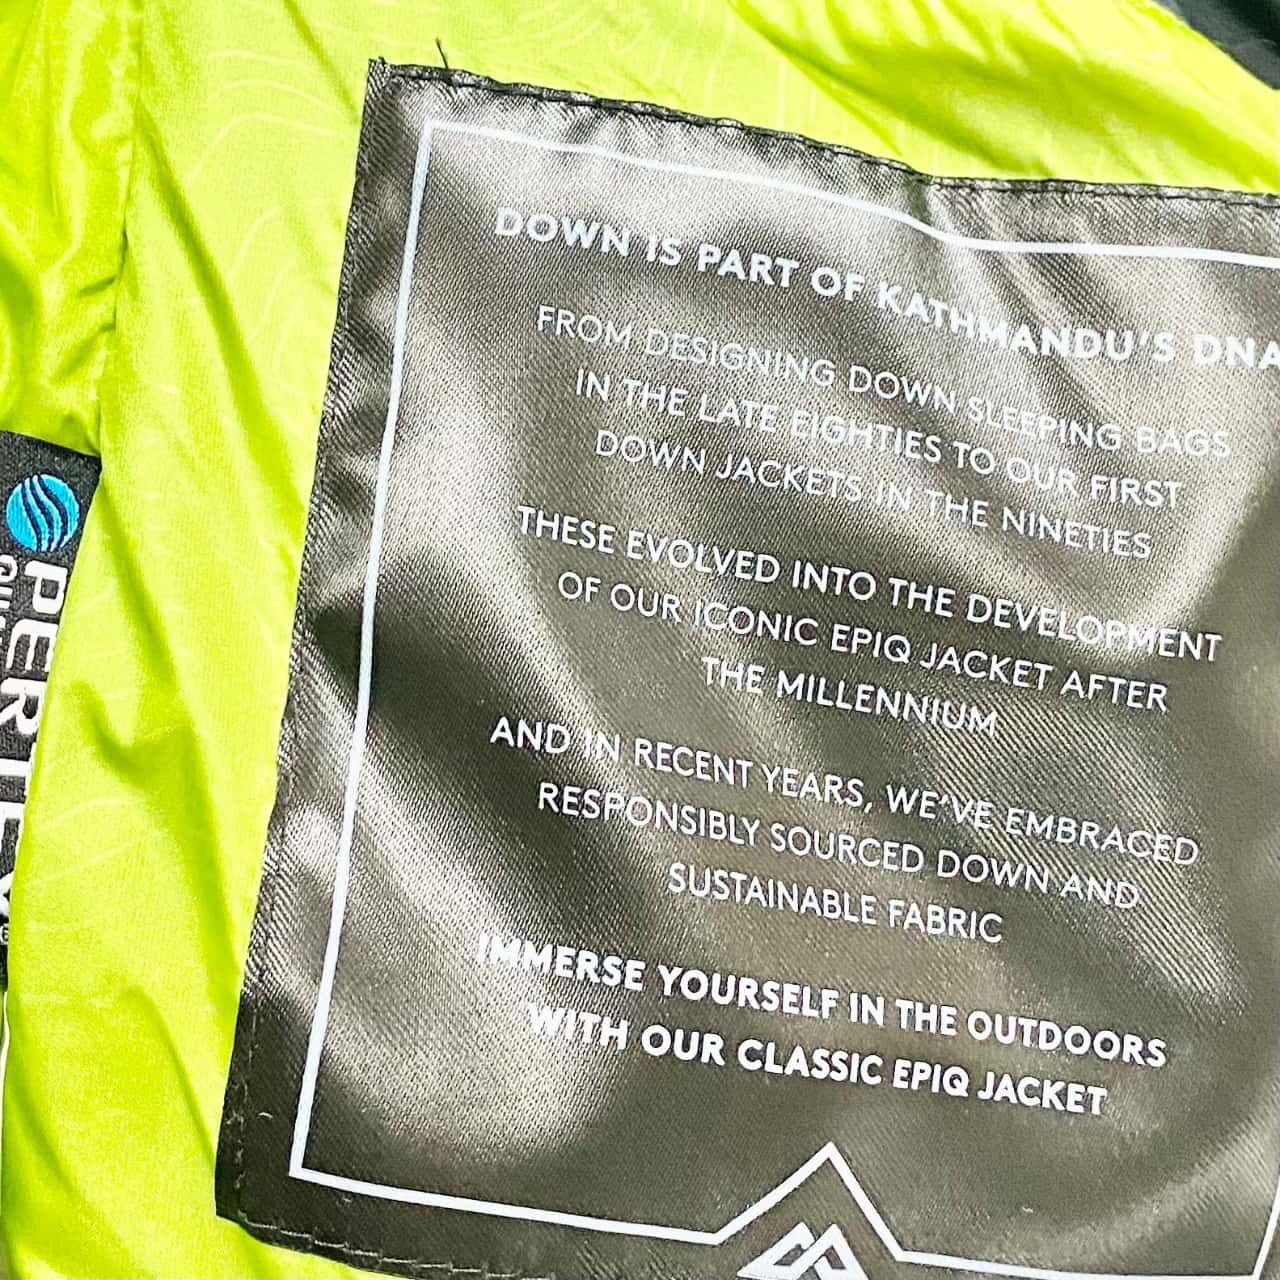 DOWN IS PART OF KATHMANDU'S DNA
FROM DESIGNING DOWN SLEEPING BAGS
IN THE LATE EIGHTIES TO OUR FIRST
DOWN JACKETS IN THE NINETIES
THESE EVOLVED INTO THE DEVELOPMENT
OF OUR ICONIC EPIQ JACKET AFTER
THE MILLENNIUM
AND IN RECENT YEARS, WE'VE EMBRACED
RESPONSIBLY SOURCED DOWN AND
SUSTAINABLE FABRIC
IMMERSE YOURSELF IN THE OUTDOORS
WITH OUR CLASSIC EPIQ JACKET
PERTEX